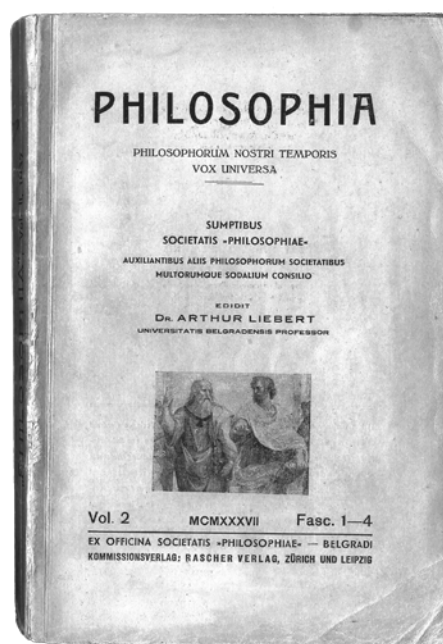 PHILOSOPHIA
PHILOSOPHORUM NOSTRI TEMPORIS
VOX UNIVERSA
SUMPTIBUS
SOCIETATIS »PHILOSOPHIAE«
AUXILIANTIBUS ALIIS PHILOSOPHORUM SOCIETATIBUS
MULTORUMQUE SODALIUM CONSILIO
EDIDIT
DR. ARTHUR LIEBERT
UNIVERSITATIS BELGRADENSIS PROFESSOR
Vol. 2 MCMXXXVII Fasc. 1—4
EX OFFICINA SOCIETATIS »PHILOSOPHIAE« — BELGRADI
KOMMISSIONSVERLAG: RASCHER VERLAG, ZÜRICH UND LEIPZIG